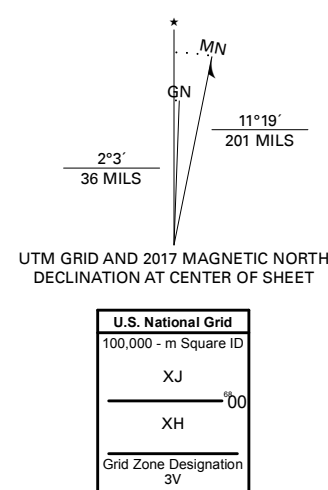 ★
MN
GN
11°19´
201 MILS
2°3´
36 MILS
UTM GRID AND 2017 MAGNETIC NORTH
DECLINATION AT CENTER OF SHEET
U.S. National Grid
100,000 - m Square ID
XJ
⁶⁸00
XH
Grid Zone Designation
3V